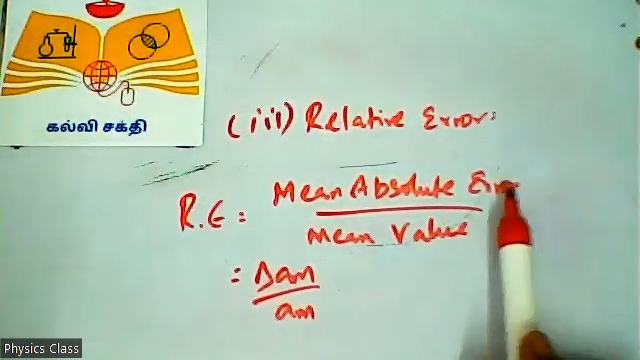 கல்வி சக்தி
(iii) Relative Error:
R.E = Mean Absolute Error
Mean Value
= Δam
am
Physics Class